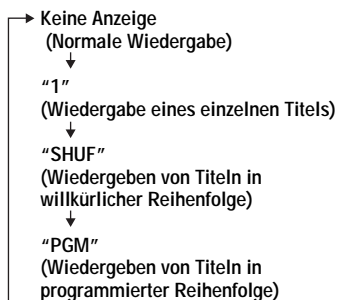 Keine Anzeige
(Normale Wiedergabe)
“1”
(Wiedergabe eines einzelnen Titels)
“SHUF”
(Wiedergeben von Titeln in
willkürlicher Reihenfolge)
“PGM”
(Wiedergeben von Titeln in
programmierter Reihenfolge)